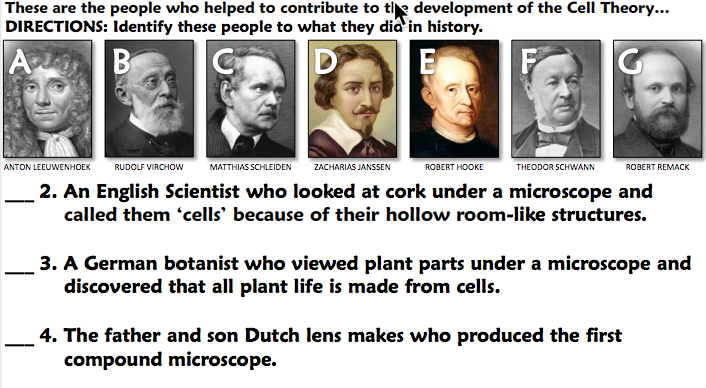 These are the people who helped to contribute to the development of the Cell Theory...
DIRECTIONS: Identify these people to what they did in history.
A B C D E F G
ANTON LEEUWENHOEK RUDOLF VIRCHOW MATTHIAS SCHLEIDEN ZACHARIAS JANSSEN ROBERT HOOKE THEODOR SCHWANN ROBERT REMACK
___ 2. An English Scientist who looked at cork under a microscope and
called them ‘cells’ because of their hollow room-like structures.
___ 3. A German botanist who viewed plant parts under a microscope and
discovered that all plant life is made from cells.
___ 4. The father and son Dutch lens makes who produced the first
compound microscope.